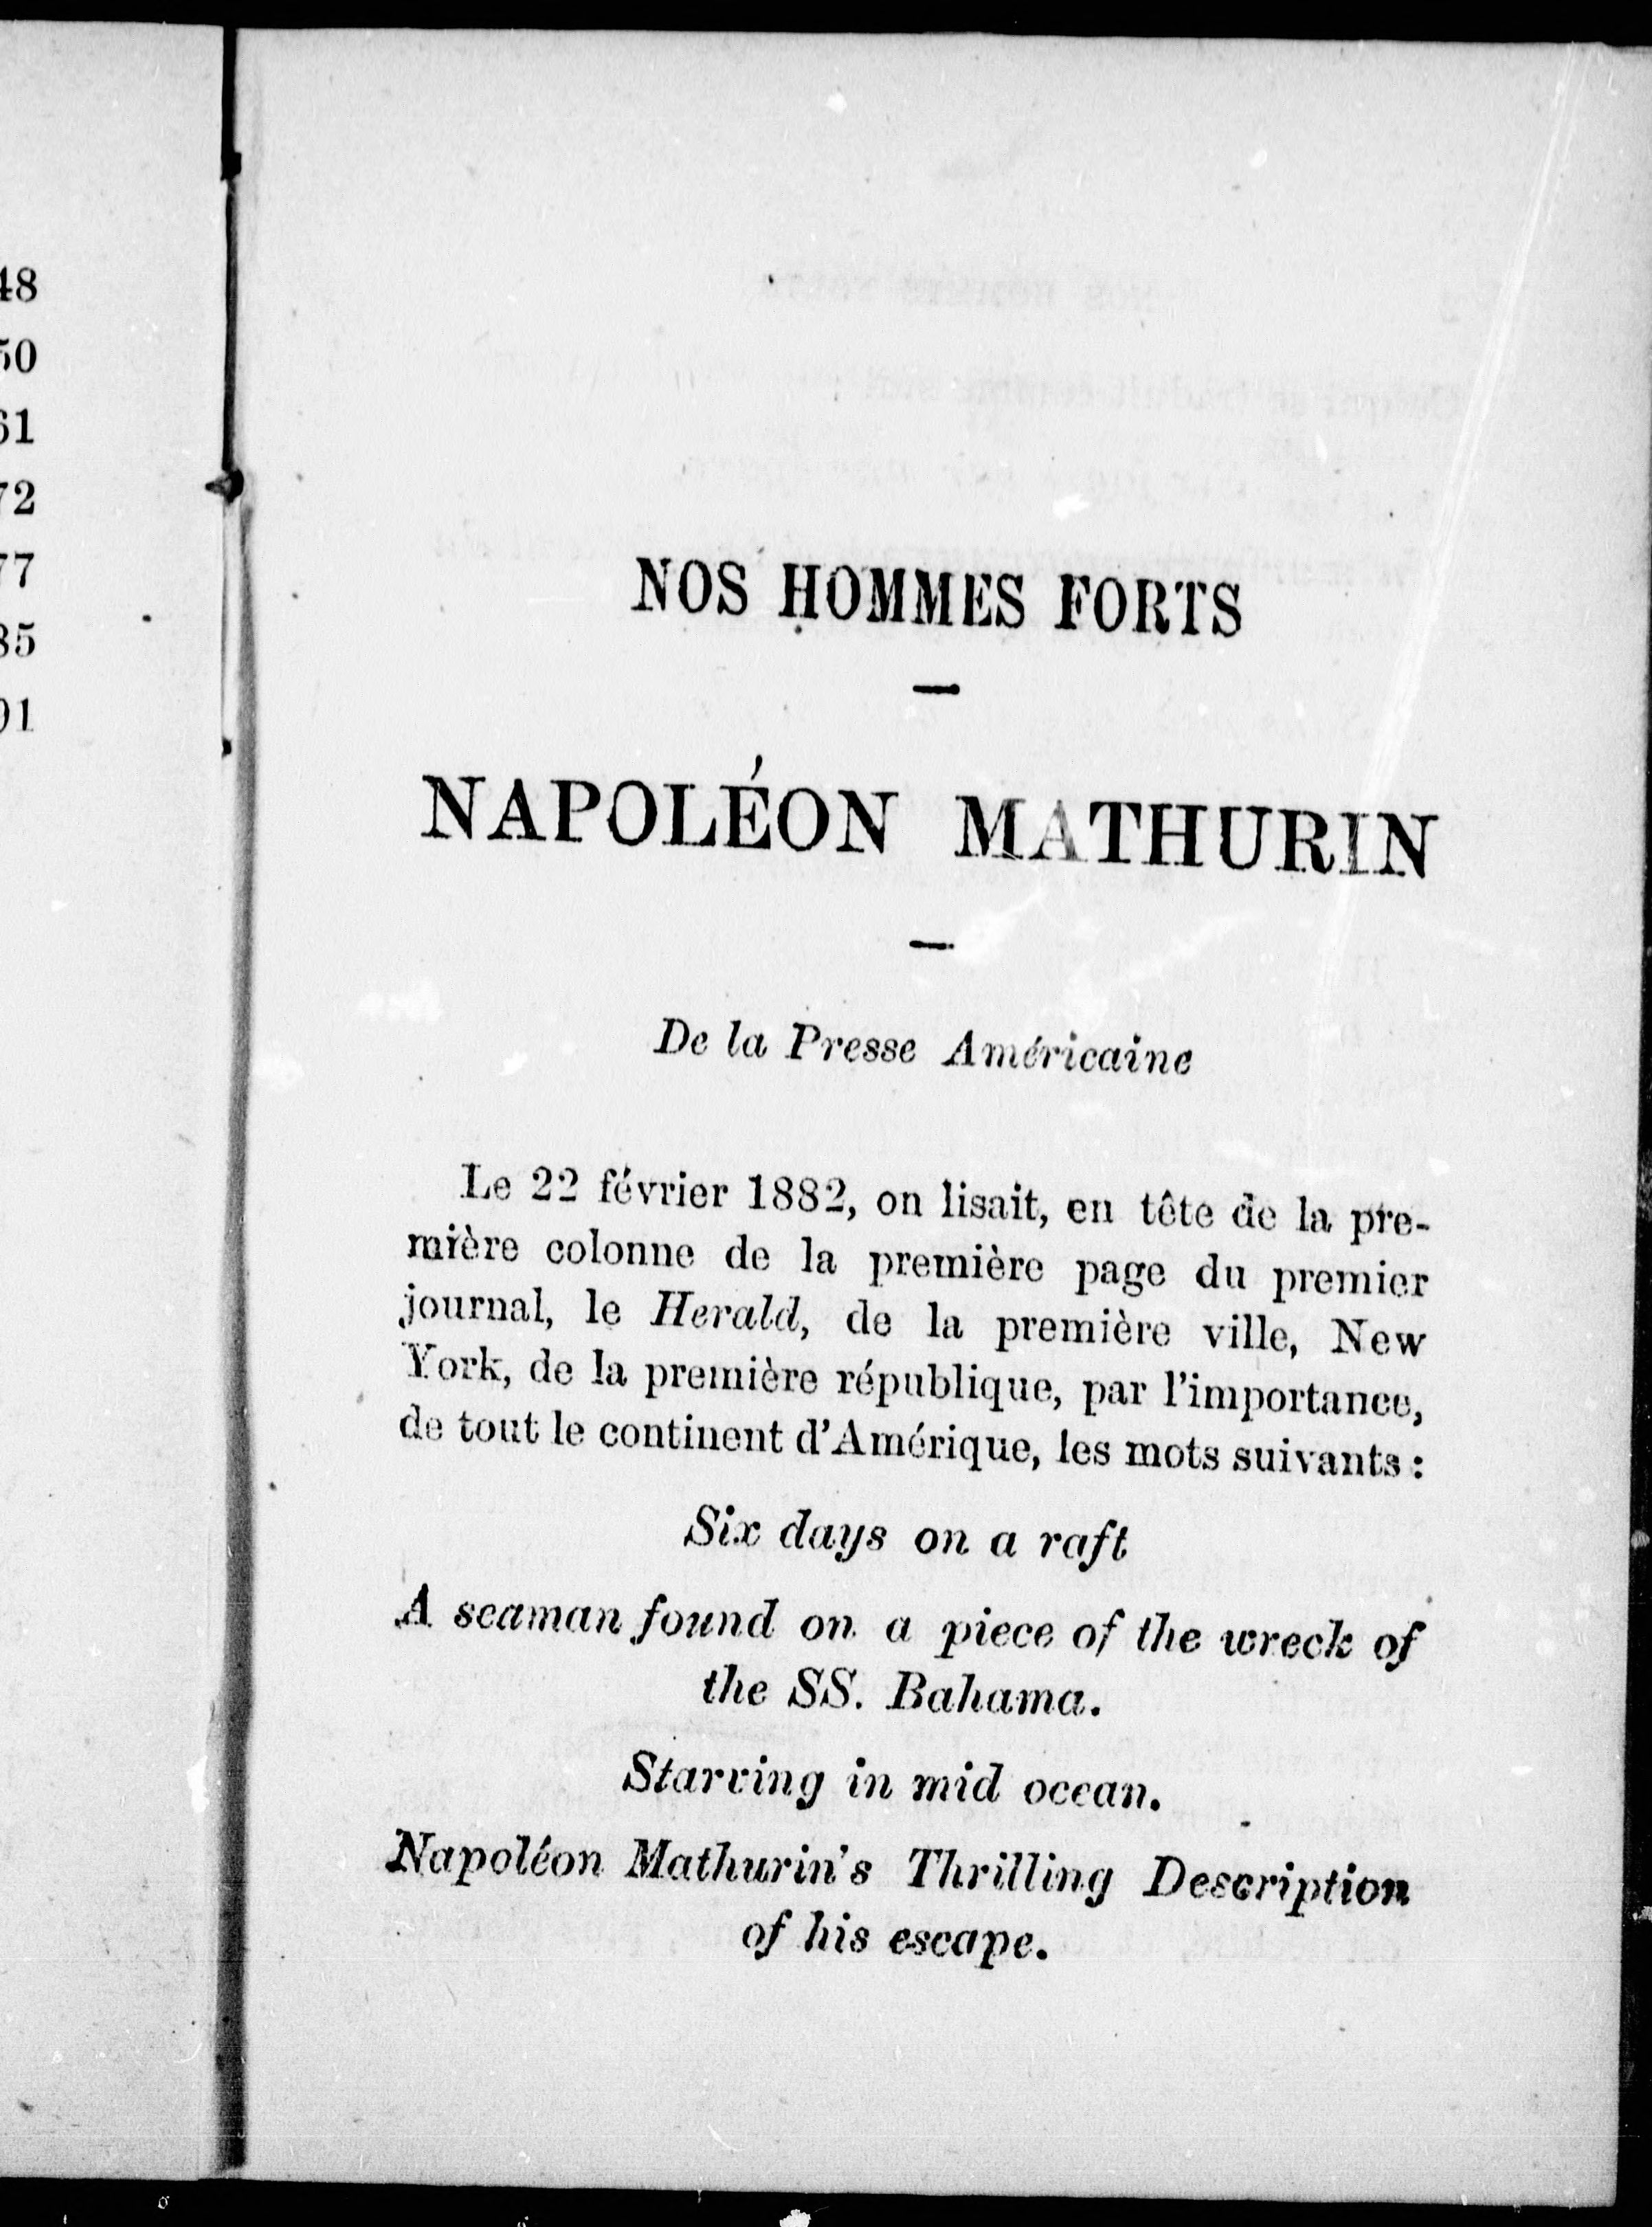 48
50
61
72
77
85
91
NOS HOMMES FORTS
—
NAPOLÉON MATHURIN
—
De la Presse Américaine
Le 22 février 1882, on lisait, en tête de la pre-
mière colonne de la première page du premier
journal, le Herald, de la première ville, New
York, de la première république, par l'importance,
de tout le continent d'Amérique, les mots suivants :
Six days on a raft
A seaman found on a piece of the wreck of
the SS. Bahama.
Starving in mid ocean.
Napoléon Mathurin's Thrilling Description
of his escape.